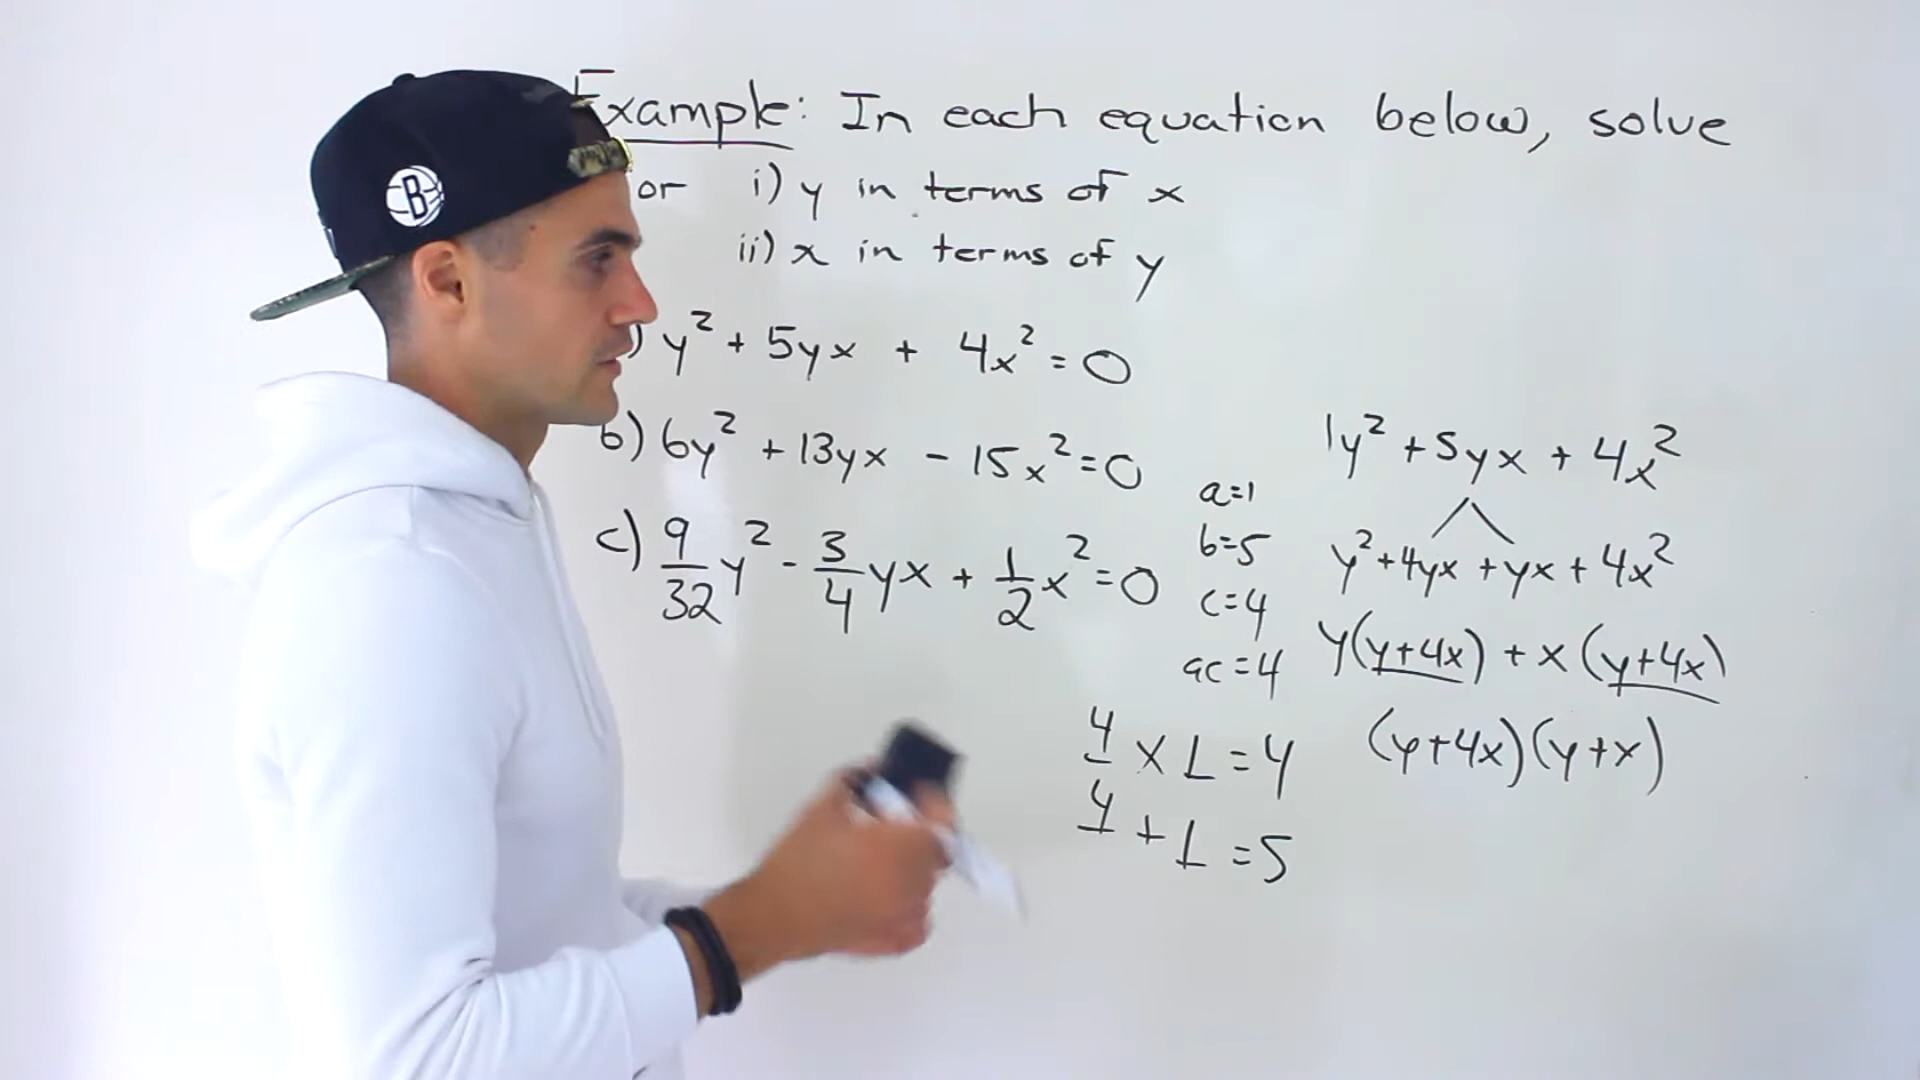 Example: In each equation below, solve
or i) y in terms of x
ii) x in terms of y
) y² + 5yx + 4x² = 0
b) 6y² + 13yx - 15x² = 0
c) 9/32 y² - 3/4 yx + 1/2 x² = 0
a=1
b=5
c=4
ac=4
4 x 1 = 4
4 + 1 = 5
1y² + 5yx + 4x²
y² + 4yx + yx + 4x²
y(y+4x) + x(y+4x)
(y+4x)(y+x)
B